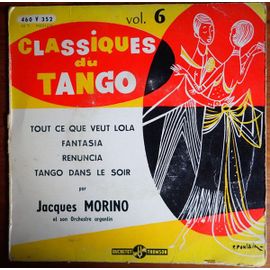 460 V 352
vol. 6
CLASSIQUES
du
TANGO
TOUT CE QUE VEUT LOLA
FANTASIA
RENUNCIA
TANGO DANS LE SOIR
par
Jacques MORINO
et son Orchestre argentin
DUCRETET THOMSON